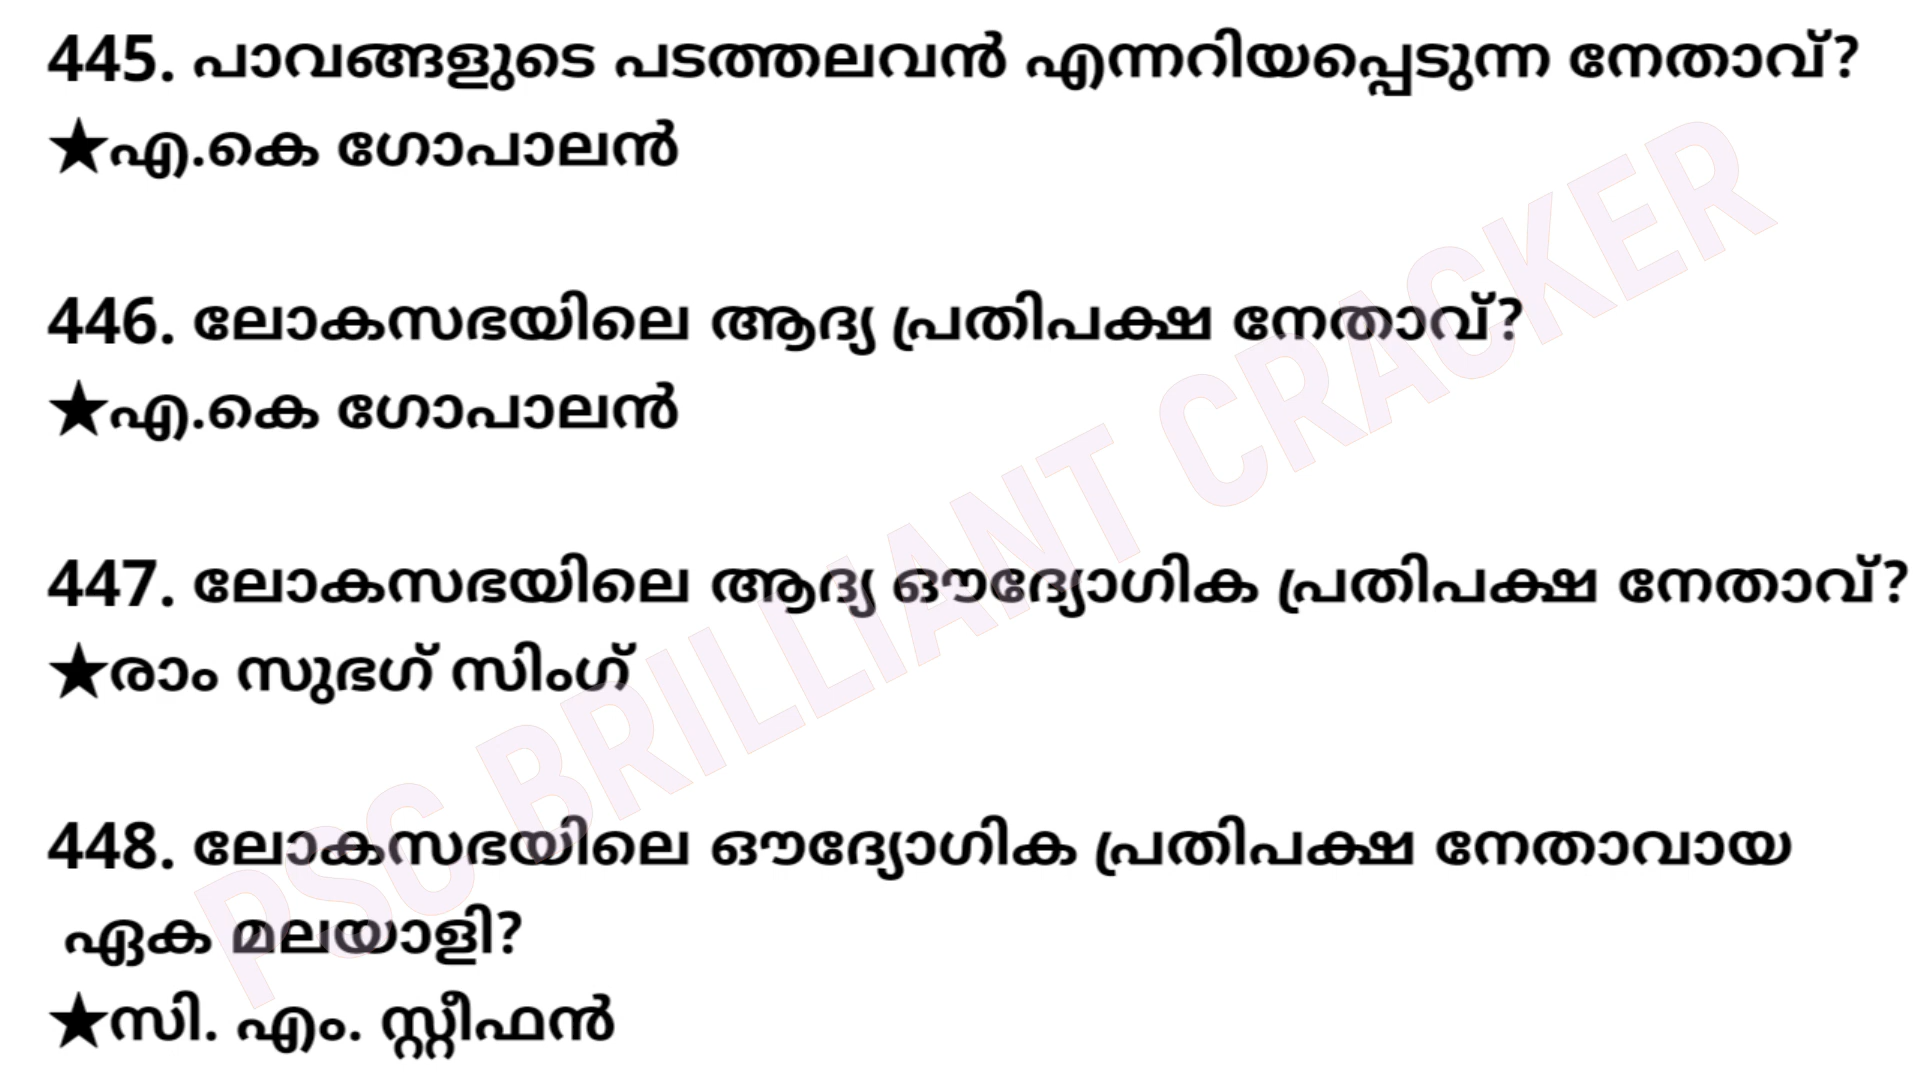 445. പാവങ്ങളുടെ പടത്തലവൻ എന്നറിയപ്പെടുന്ന നേതാവ്?
★എ.കെ ഗോപാലൻ
446. ലോകസഭയിലെ ആദ്യ പ്രതിപക്ഷ നേതാവ്?
★എ.കെ ഗോപാലൻ
447. ലോകസഭയിലെ ആദ്യ ഔദ്യോഗിക പ്രതിപക്ഷ നേതാവ്?
★രാം സുഭഗ് സിംഗ്
448. ലോകസഭയിലെ ഔദ്യോഗിക പ്രതിപക്ഷ നേതാവായ
ഏക മലയാളി?
★സി. എം. സ്റ്റീഫൻ
PSC BRILLIANT CRACKER